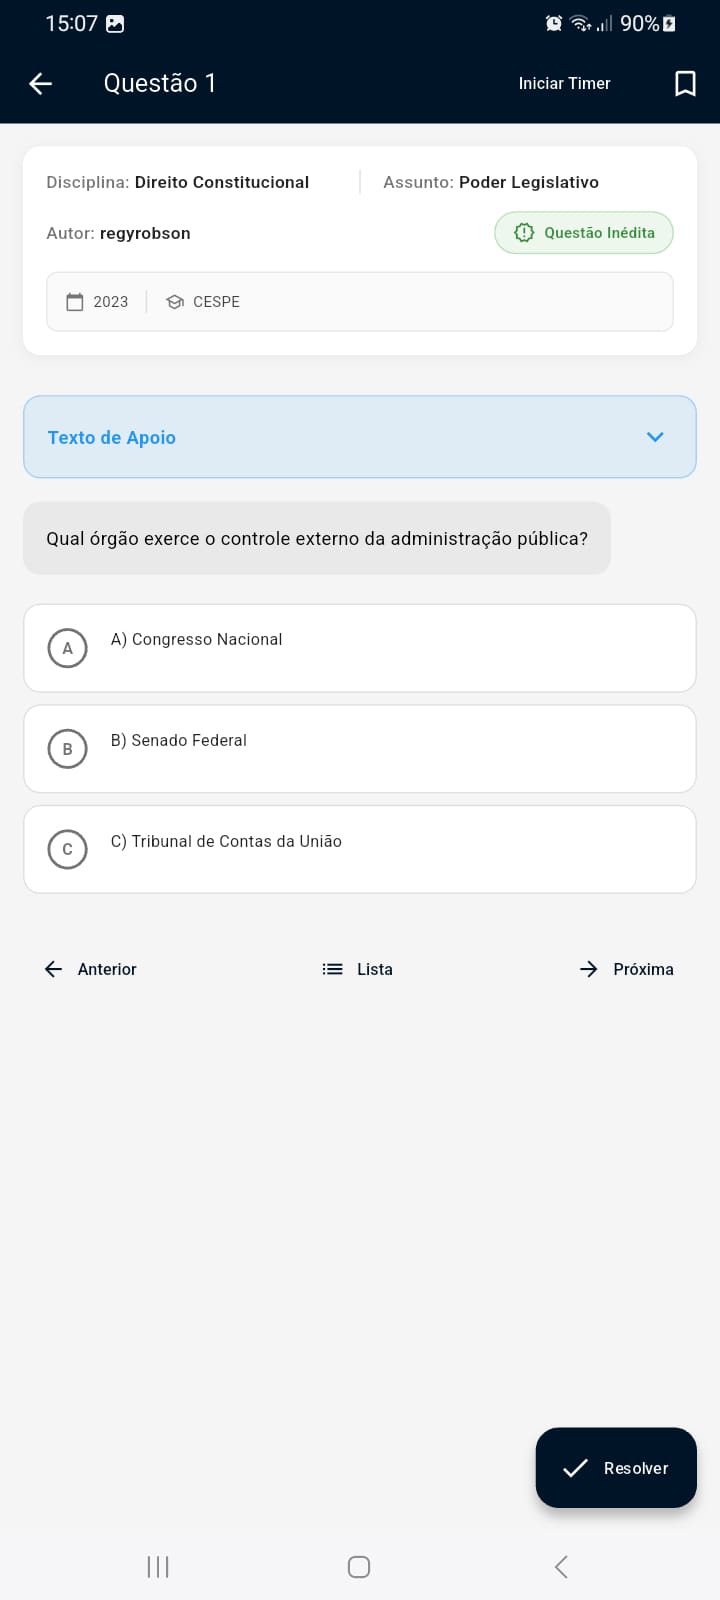 15:07 90%
Questão 1 Iniciar Timer
Disciplina: Direito Constitucional Assunto: Poder Legislativo
Autor: regyrobson Questão Inédita
2023 CESPE
Texto de Apoio
Qual órgão exerce o controle externo da administração pública?
A A) Congresso Nacional
B B) Senado Federal
C C) Tribunal de Contas da União
Anterior Lista Próxima
Resolver